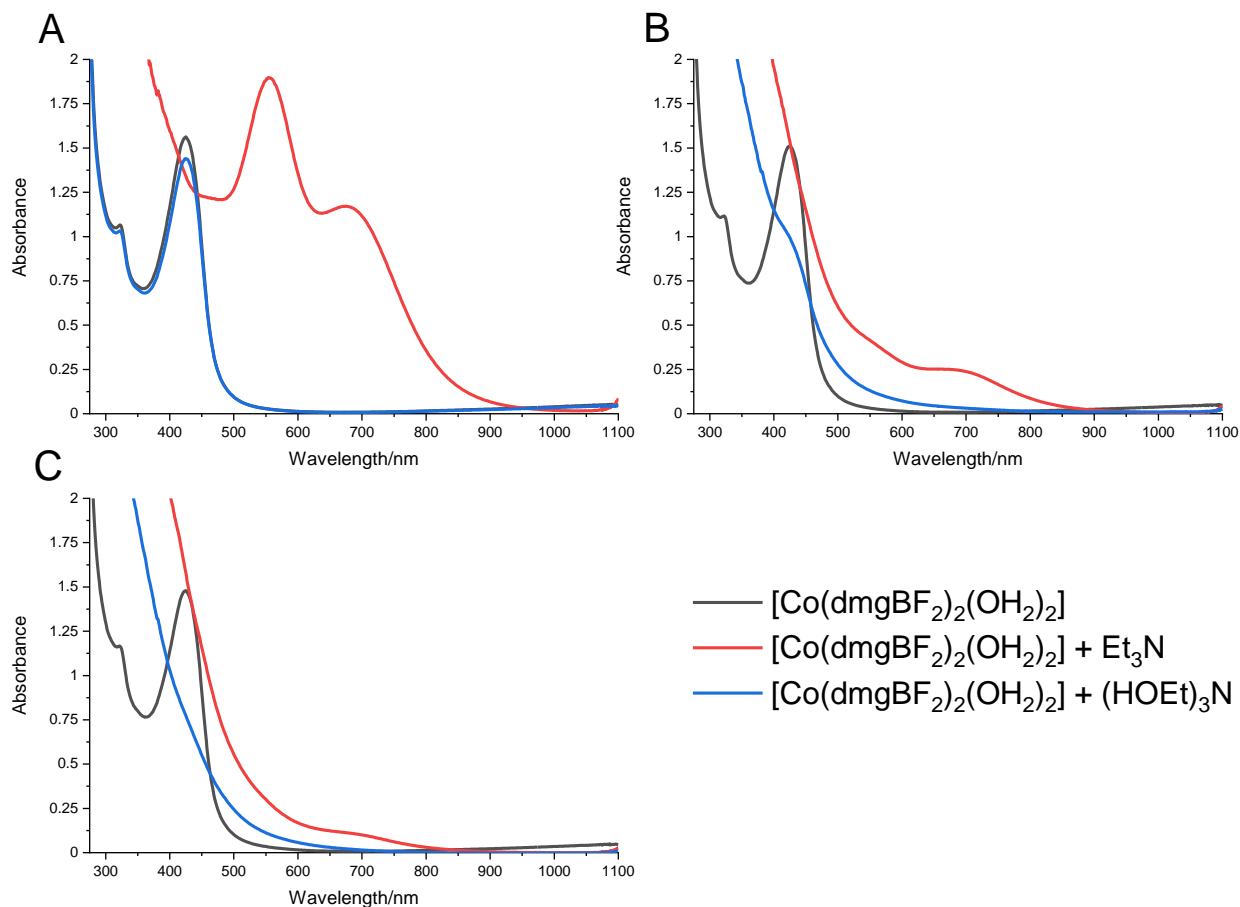 A
2
1.75
1.5
1.25
1
0.75
0.5
0.25
0
Absorbance
300 400 500 600 700 800 900 1000 1100
Wavelength/nm
B
2
1.75
1.5
1.25
1
0.75
0.5
0.25
0
Absorbance
300 400 500 600 700 800 900 1000 1100
Wavelength/nm
C
2
1.75
1.5
1.25
1
0.75
0.5
0.25
0
Absorbance
300 400 500 600 700 800 900 1000 1100
Wavelength/nm
[Co(dmgBF₂)₂(OH₂)₂]
[Co(dmgBF₂)₂(OH₂)₂] + Et₃N
[Co(dmgBF₂)₂(OH₂)₂] + (HOEt)₃N